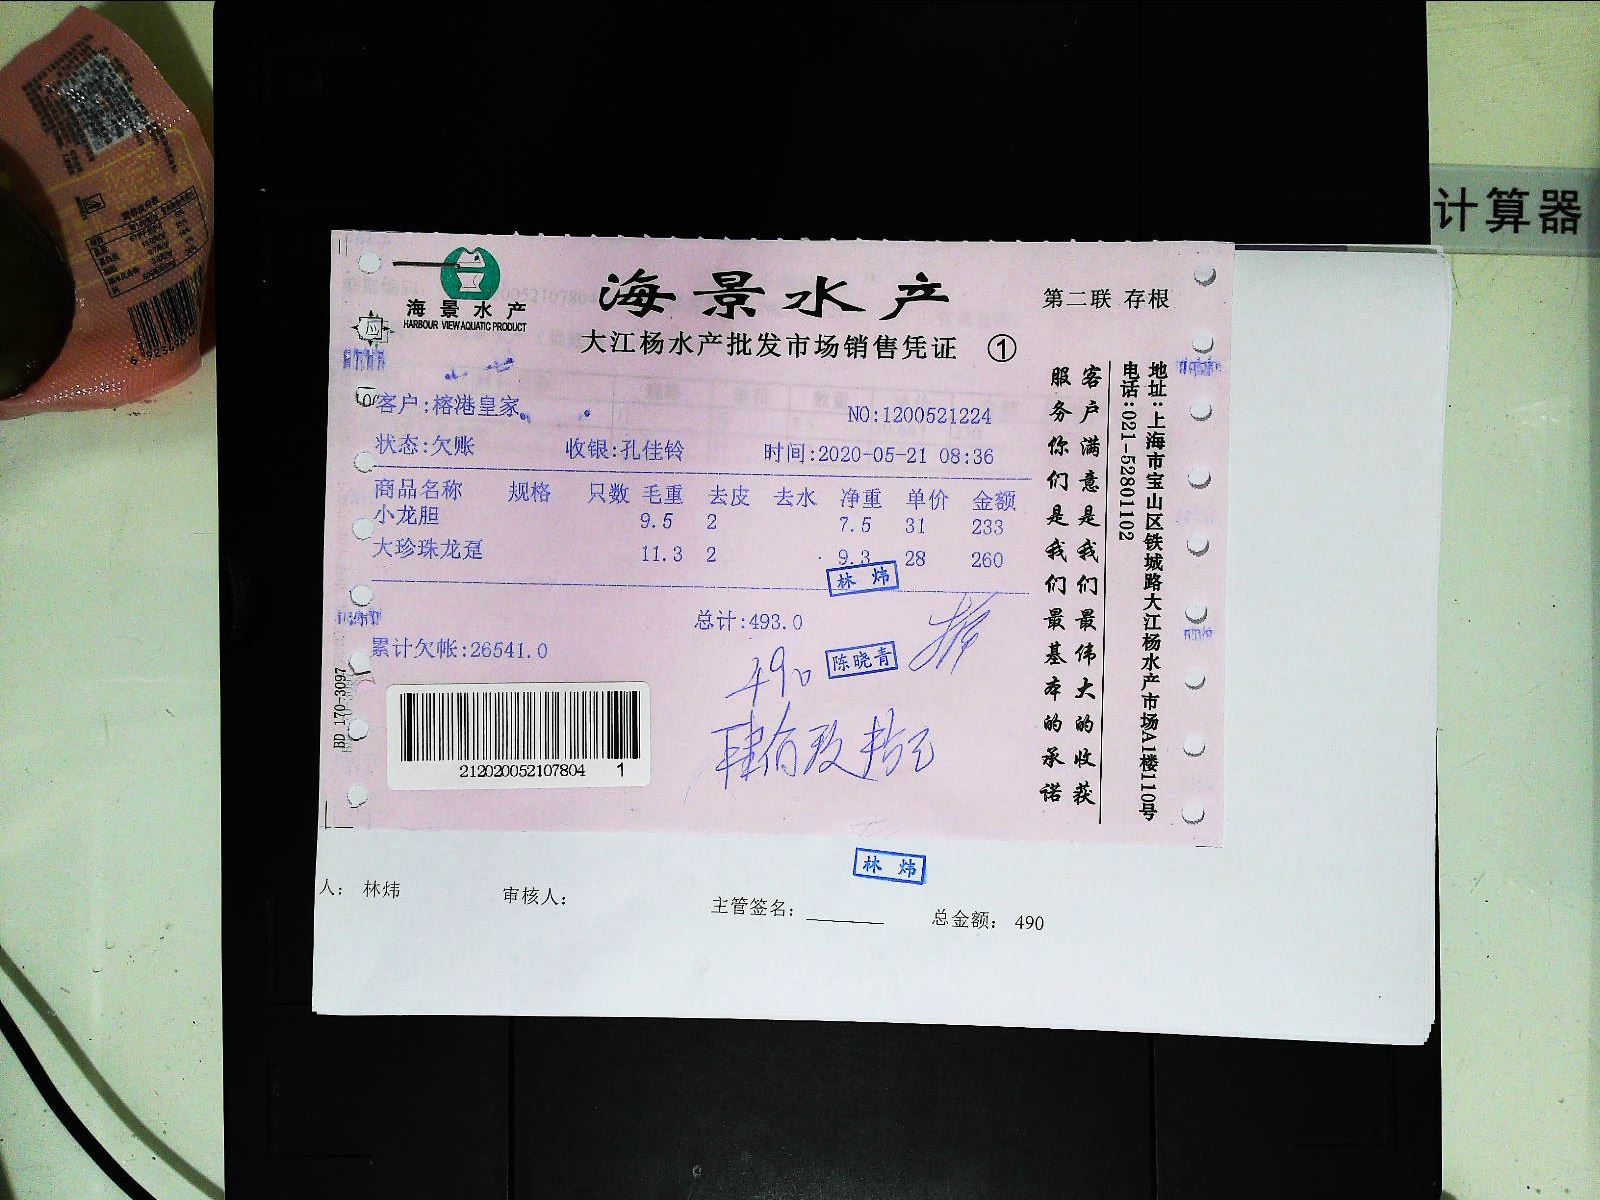 计算器
海景水产
HARBOUR VIEW AQUATIC PRODUCT
海景水产
第二联 存根
大江杨水产批发市场销售凭证 ①
客户:榕港皇家
NO:1200521224
状态:欠账 收银:孔佳铃 时间:2020-05-21 08:36
商品名称 规格 只数 毛重 去皮 去水 净重 单价 金额
小龙胆 9.5 2 7.5 31 233
大珍珠龙趸 11.3 2 9.3 28 260
林炜
总计:493.0
累计欠帐:26541.0
490
陈晓青
肆佰玖拾元
212020052107804 1
BD 170-3097
客户满意是我们最伟大的收获
服务你们是我们最基本的承诺
地址:上海市宝山区铁城路大江杨水产市场A1楼110号
电话:021-52801102
林炜
人: 林炜 审核人: 主管签名: 总金额: 490